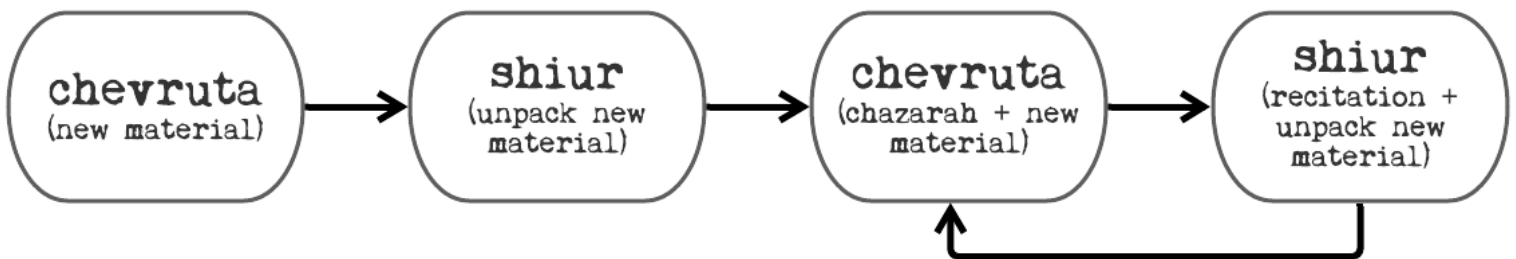 chevruta
(new material)
shiur
(unpack new
material)
chevruta
(chazarah + new
material)
shiur
(recitation +
unpack new
material)